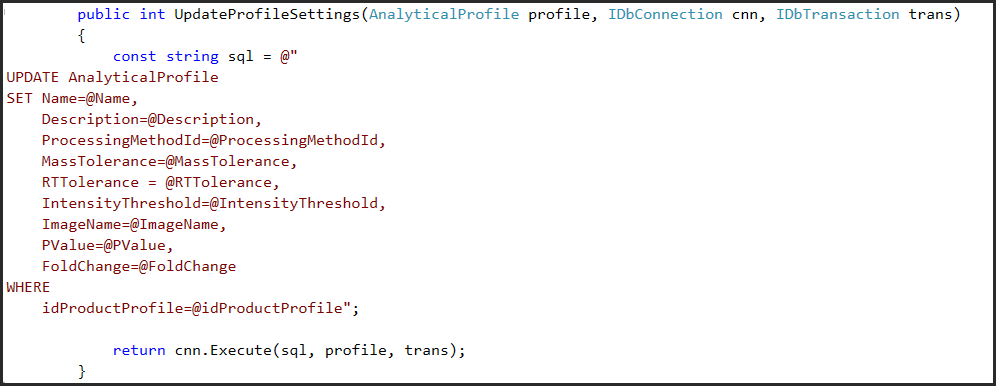 public int UpdateProfileSettings(AnalyticalProfile profile, IDbConnection cnn, IDbTransaction trans)
{
const string sql = @"
UPDATE AnalyticalProfile
SET Name=@Name,
Description=@Description,
ProcessingMethodId=@ProcessingMethodId,
MassTolerance=@MassTolerance,
RTTolerance = @RTTolerance,
IntensityThreshold=@IntensityThreshold,
ImageName=@ImageName,
PValue=@PValue,
FoldChange=@FoldChange
WHERE
idProductProfile=@idProductProfile";
return cnn.Execute(sql, profile, trans);
}